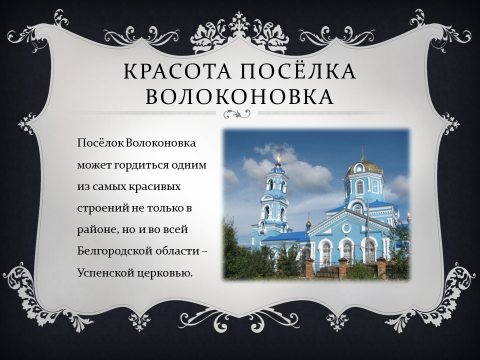 КРАСОТА ПОСЁЛКА
ВОЛОКОНОВКА
Посёлок Волоконовка
может гордиться одним
из самых красивых
строений не только в
районе, но и во всей
Белгородской области –
Успенской церковью.